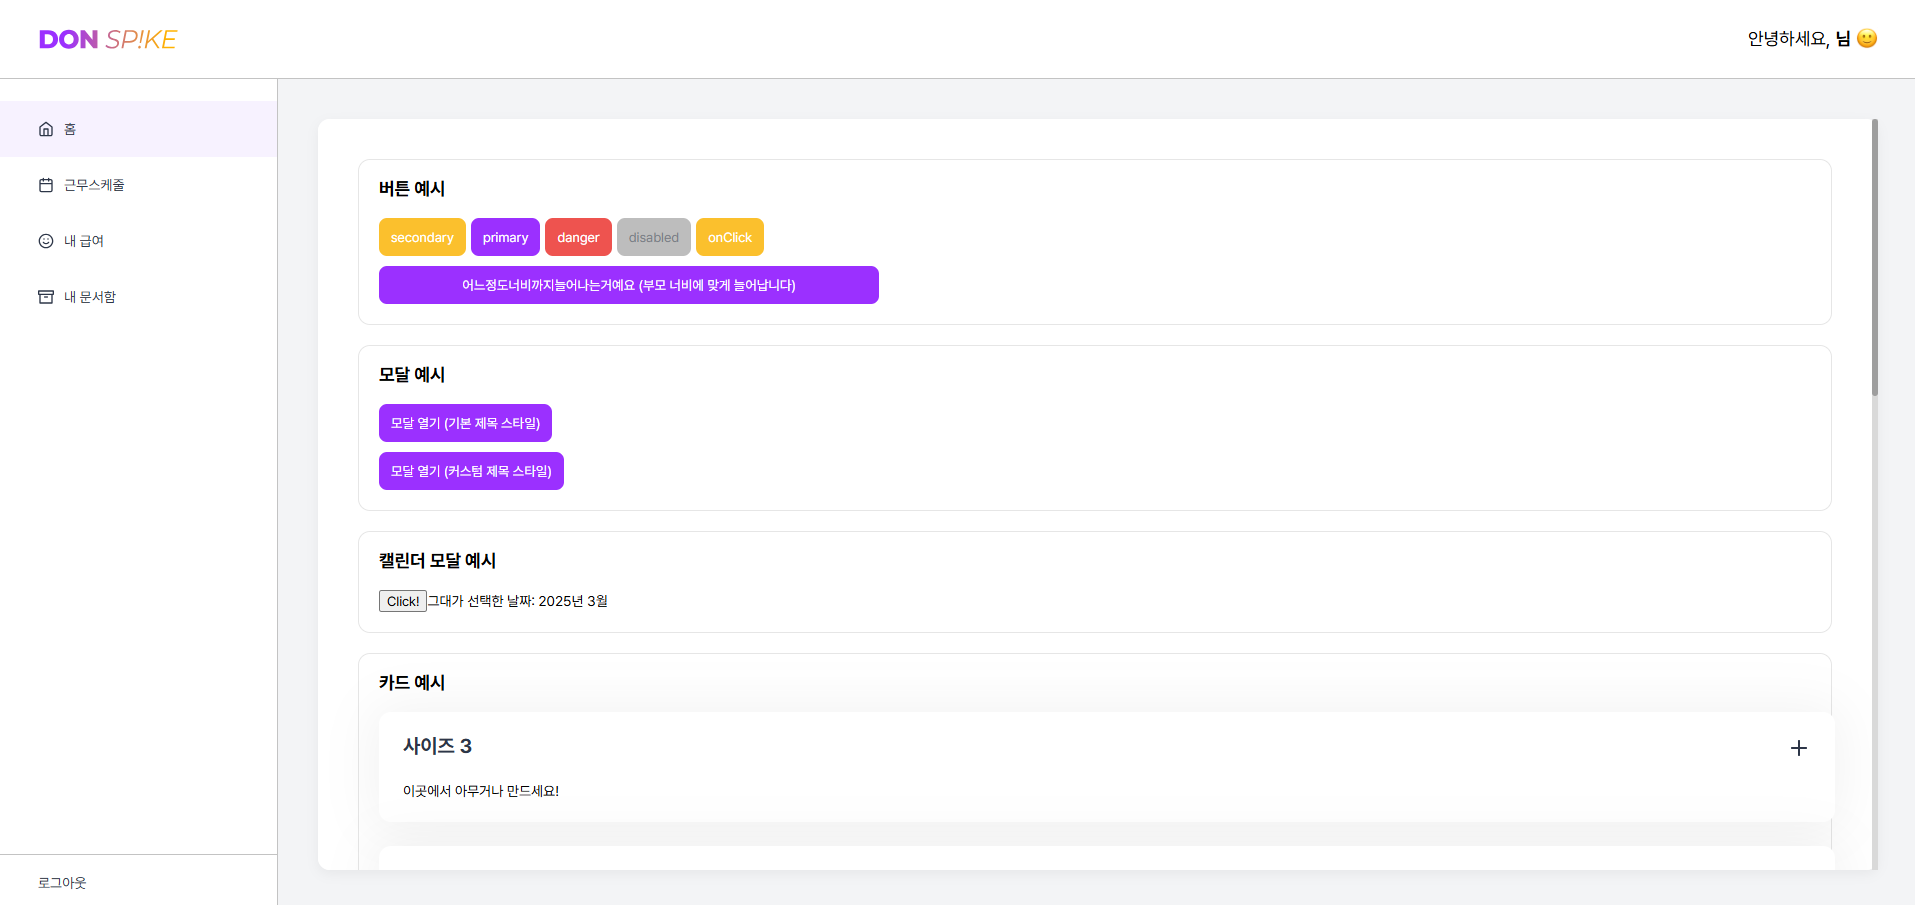 DON SP!KE
안녕하세요, 님 🙂
홈
근무스케줄
내 급여
내 문서함
로그아웃
버튼 예시
secondary
primary
danger
disabled
onClick
어느정도너비까지늘어나는거예요 (부모 너비에 맞게 늘어납니다)
모달 예시
모달 열기 (기본 제목 스타일)
모달 열기 (커스텀 제목 스타일)
캘린더 모달 예시
Click! 그대가 선택한 날짜: 2025년 3월
카드 예시
사이즈 3
이곳에서 아무거나 만드세요!